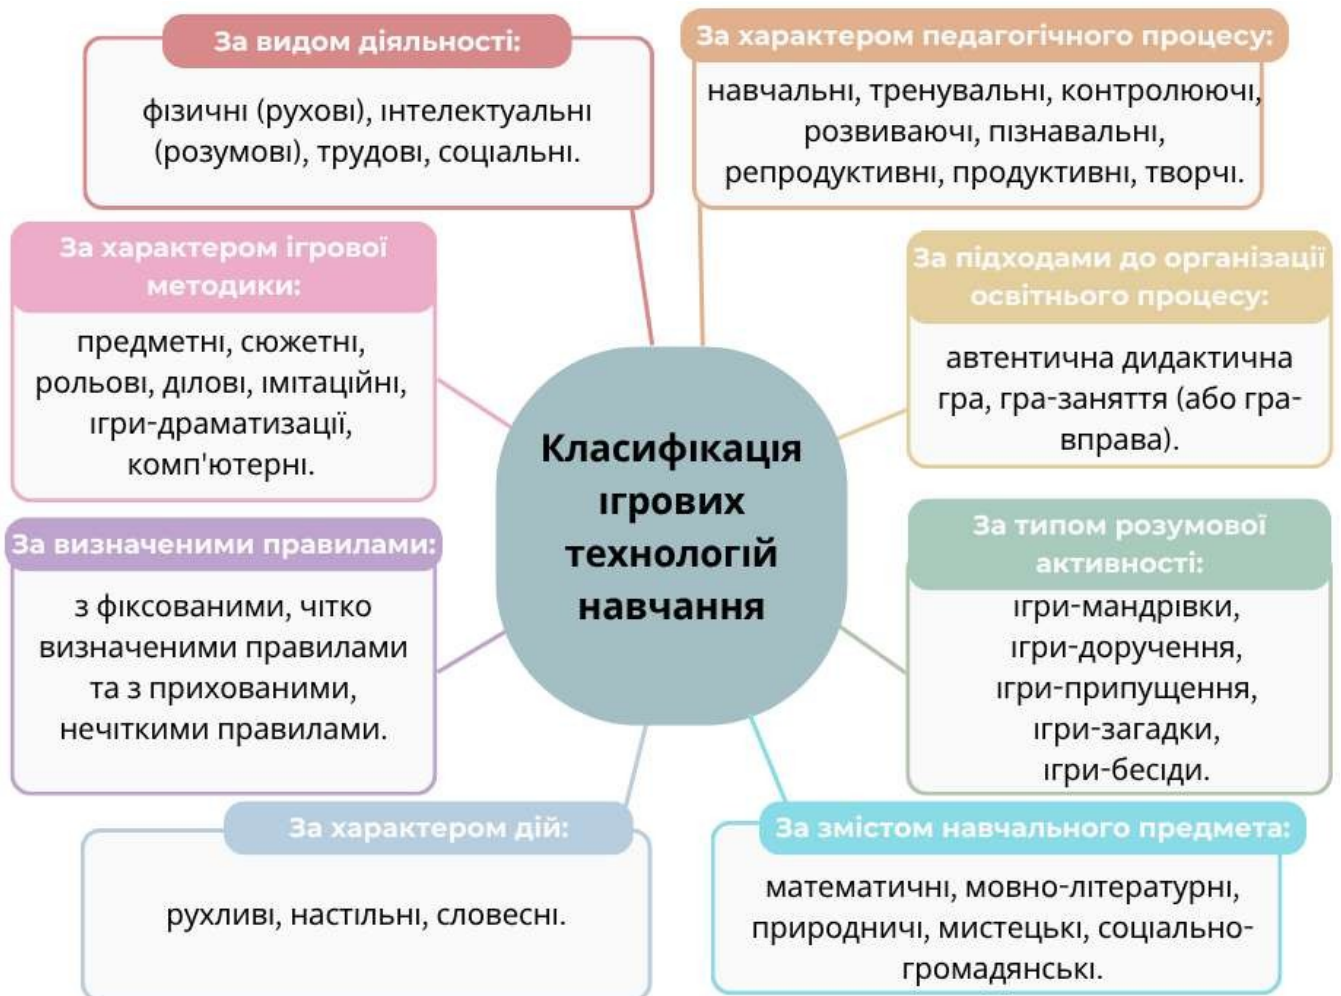 За видом діяльності:
фізичні (рухові), інтелектуальні
(розумові), трудові, соціальні.
За характером педагогічного процесу:
навчальні, тренувальні, контролюючі,
розвиваючі, пізнавальні,
репродуктивні, продуктивні, творчі.
За характером ігрової
методики:
предметні, сюжетні,
рольові, ділові, імітаційні,
ігри-драматизації,
комп'ютерні.
За підходами до організації
освітнього процесу:
автентична дидактична
гра, гра-заняття (або гра-
вправа).
Класифікація
ігрових
технологій
навчання
За визначеними правилами:
з фіксованими, чітко
визначеними правилами
та з прихованими,
нечіткими правилами.
За типом розумової
активності:
ігри-мандрівки,
ігри-доручення,
ігри-припущення,
ігри-загадки,
ігри-бесіди.
За характером дій:
рухливі, настільні, словесні.
За змістом навчального предмета:
математичні, мовно-літературні,
природничі, мистецькі, соціально-
громадянські.